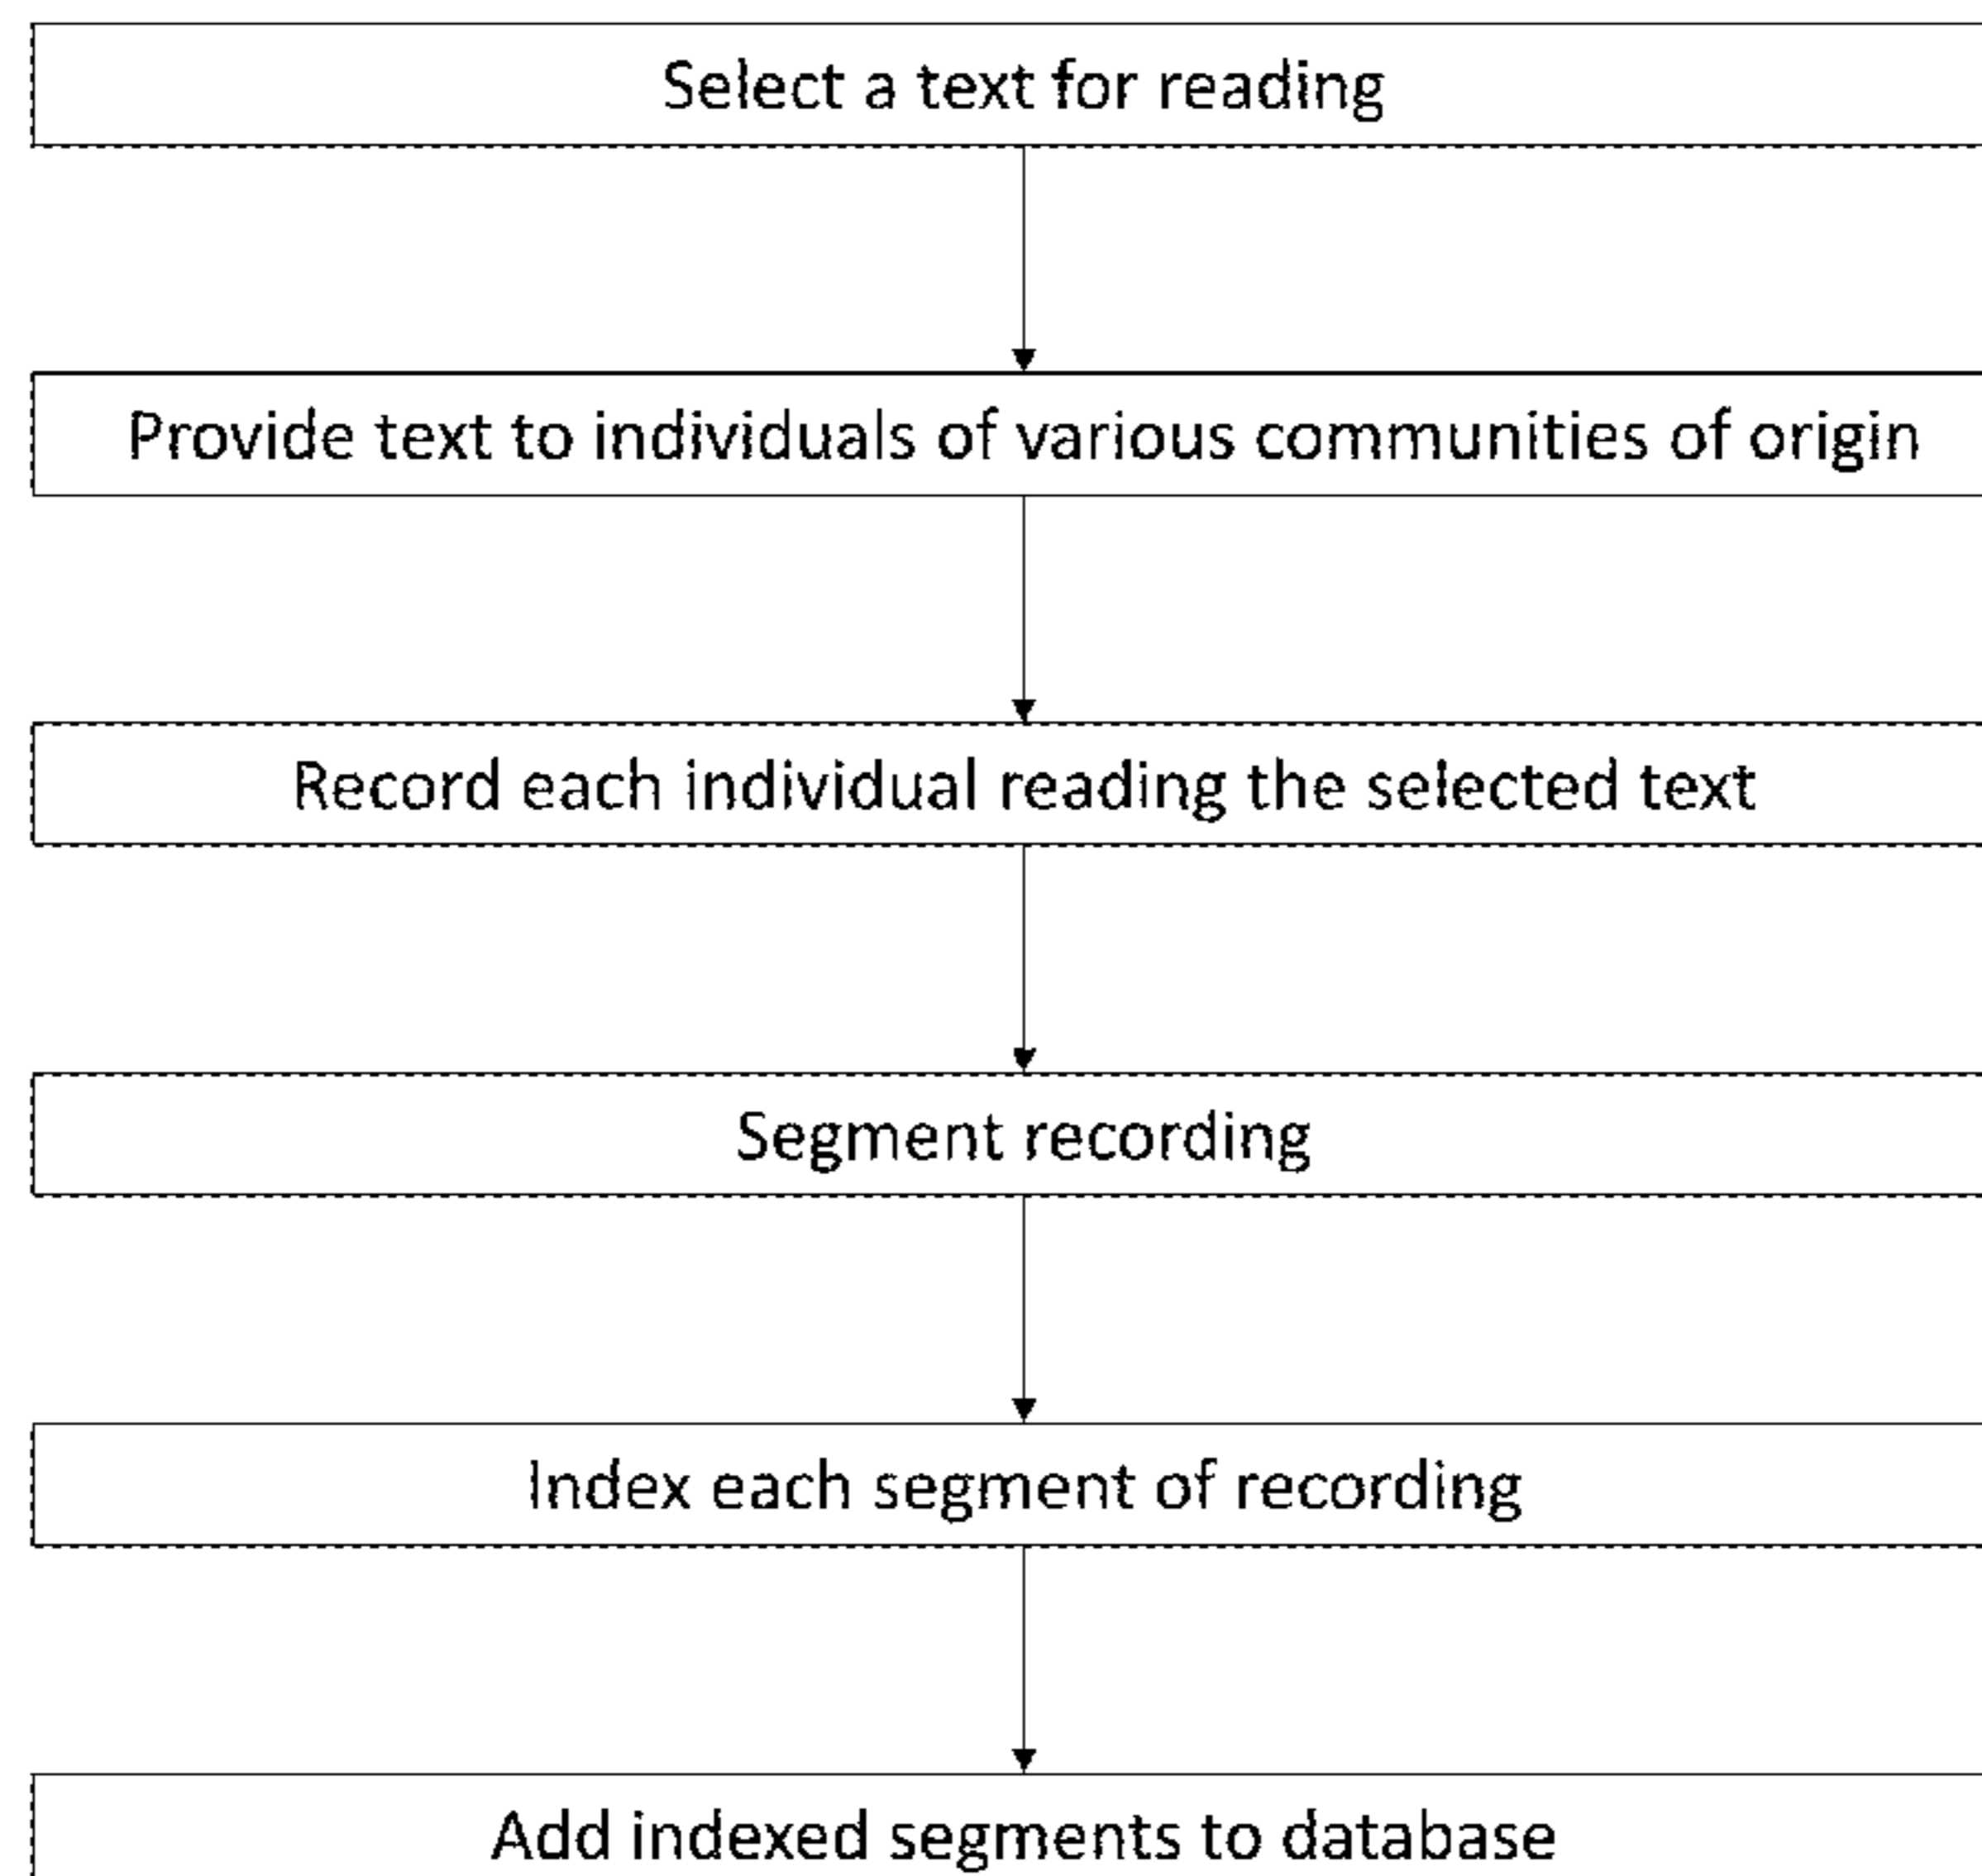 Select a text for reading
Provide text to individuals of various communities of origin
Record each individual reading the selected text
Segment recording
Index each segment of recording
Add indexed segments to database